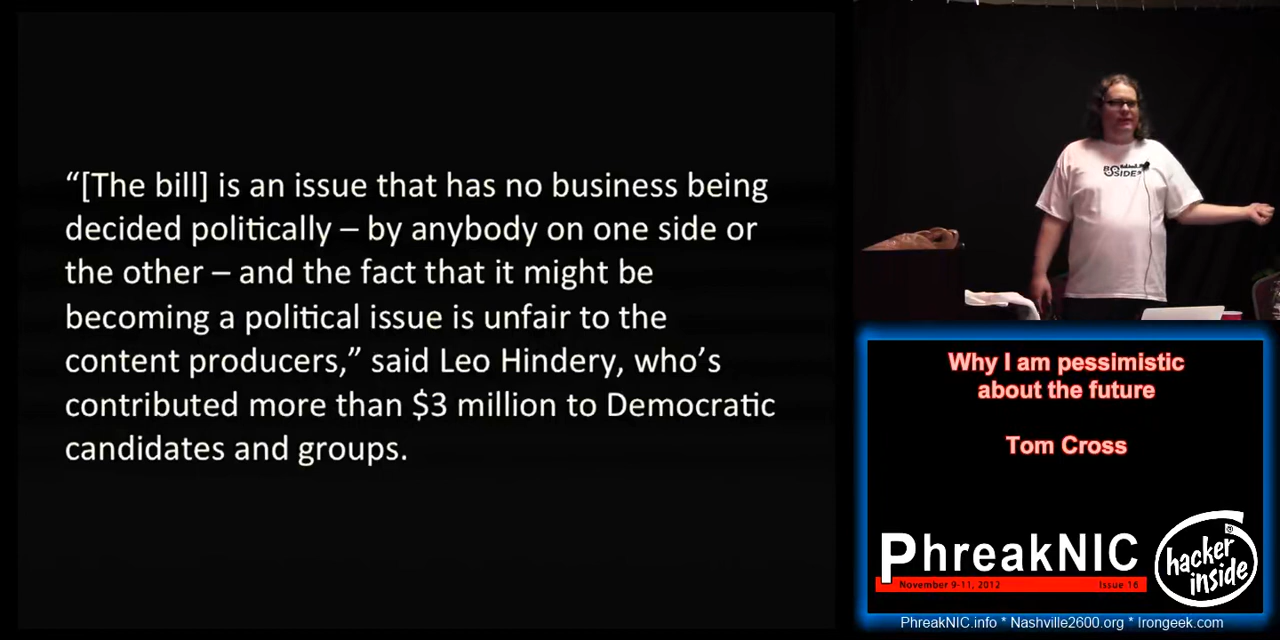 “[The bill] is an issue that has no business being
decided politically – by anybody on one side or
the other – and the fact that it might be
becoming a political issue is unfair to the
content producers,” said Leo Hindery, who’s
contributed more than $3 million to Democratic
candidates and groups.
SIDE
Why I am pessimistic
about the future
Tom Cross
PhreakNIC
November 9-11, 2012 Issue 16
hacker
inside
PhreakNIC.info * Nashville2600.org * Irongeek.com